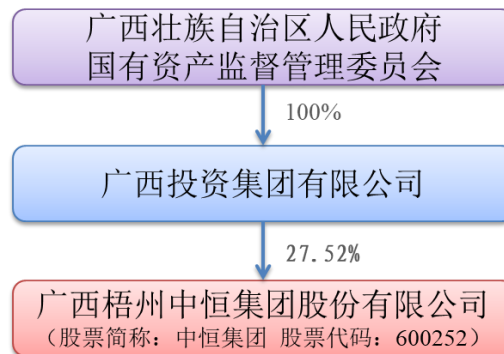 广西壮族自治区人民政府
国有资产监督管理委员会
100%
广西投资集团有限公司
27.52%
广西梧州中恒集团股份有限公司
（股票简称：中恒集团 股票代码：600252）